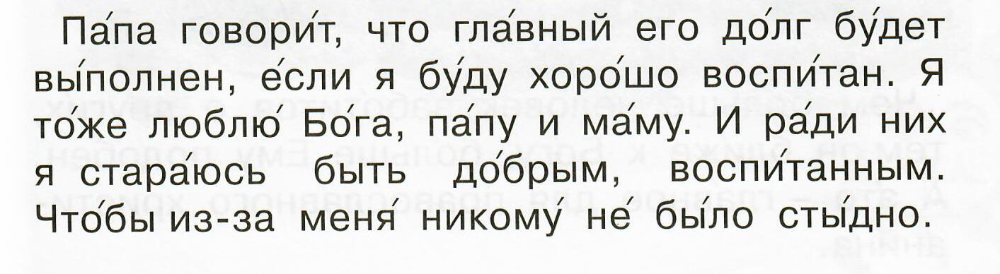 Па́па говори́т, что гла́вный его до́лг бу́дет
вы́полнен, е́сли я бу́ду хоро́шо воспи́тан. Я
то́же люблю́ Бо́га, па́пу и ма́му. И ра́ди них
я стара́юсь быть до́брым, воспи́танным.
Что́бы из-за меня́ никому́ не́ бы́ло сты́дно.